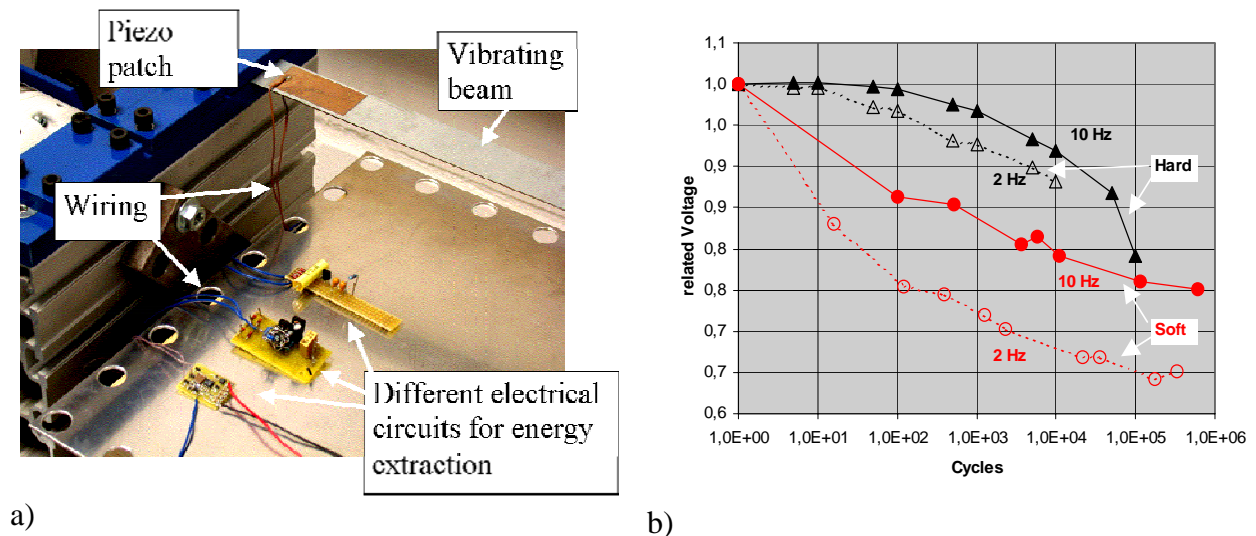 Piezo
patch
Vibrating
beam
Wiring
Different electrical
circuits for energy
extraction
a)
1,1
1,0
1,0
0,9
0,9
0,8
0,8
0,7
0,7
0,6
related Voltage
10 Hz
Hard
2 Hz
10 Hz
Soft
2 Hz
1,0E+00 1,0E+01 1,0E+02 1,0E+03 1,0E+04 1,0E+05 1,0E+06
Cycles
b)